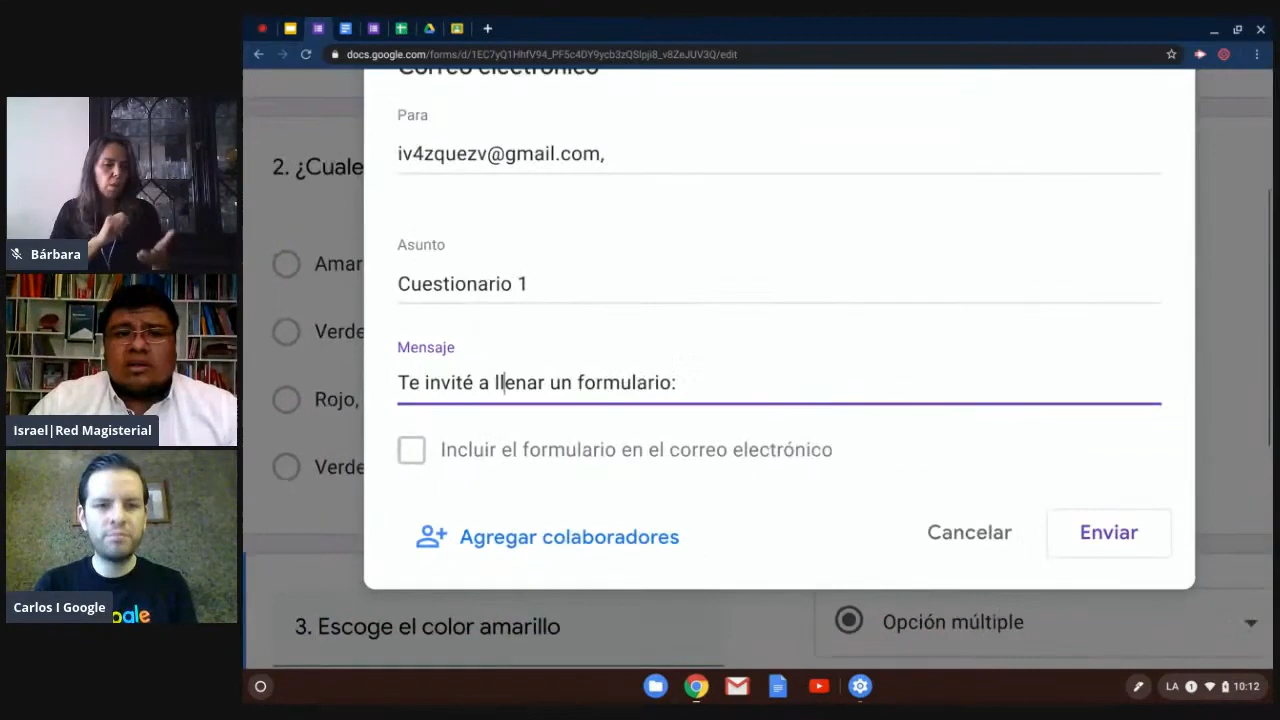 docs.google.com/forms/d/1EC7yQ1HhfV94_PF5c4DY9ycb3zQSlpji8_v8ZeJUV3Q/edit
Correo electrónico
Para
iv4zquezv@gmail.com,
2. ¿Cuale
Asunto
Amar
Cuestionario 1
Verde
Mensaje
Te invité a llenar un formulario:
Rojo,
Incluir el formulario en el correo electrónico
Verde
Agregar colaboradores
Cancelar
Enviar
3. Escoge el color amarillo
Opción múltiple
LA
10:12
Bárbara
Israel|Red Magisterial
Carlos I Google
ogle